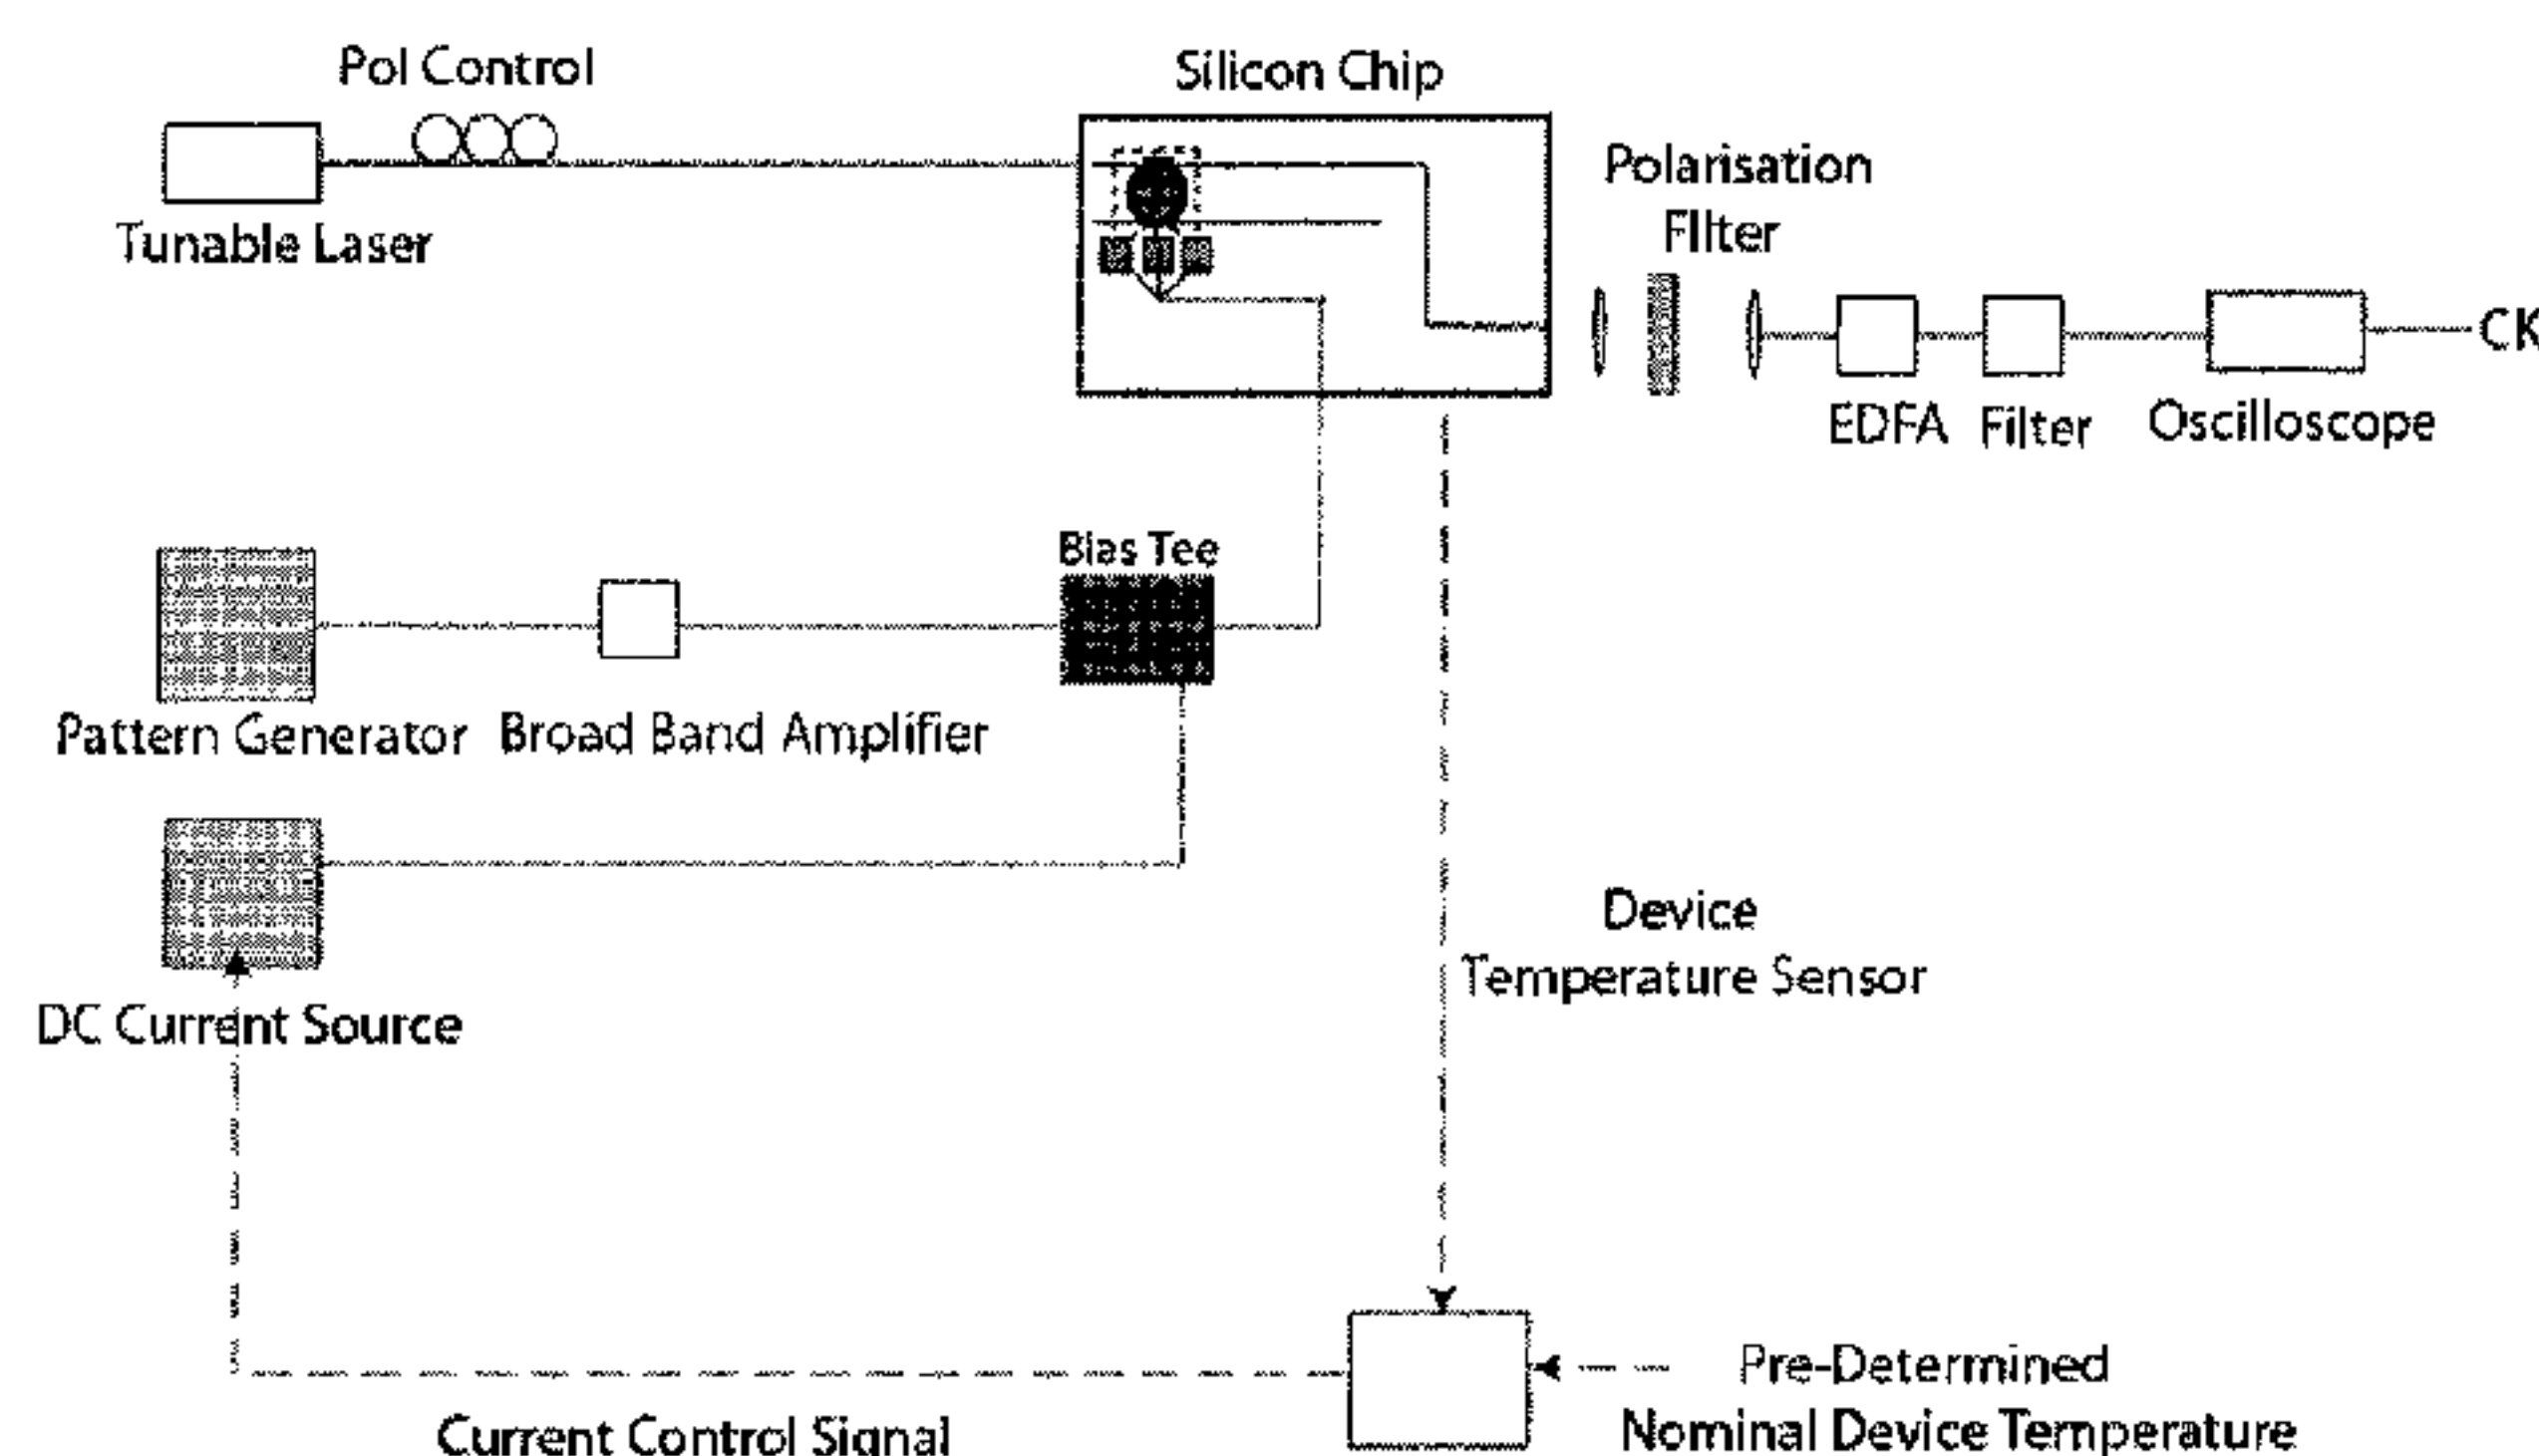 Pol Control
Silicon Chip
Tunable Laser
Polarisation
Filter
EDFA
Filter
Oscilloscope
CK
Bias Tee
Pattern Generator
Broad Band Amplifier
DC Current Source
Device
Temperature Sensor
Current Control Signal
Pre-Determined
Nominal Device Temperature